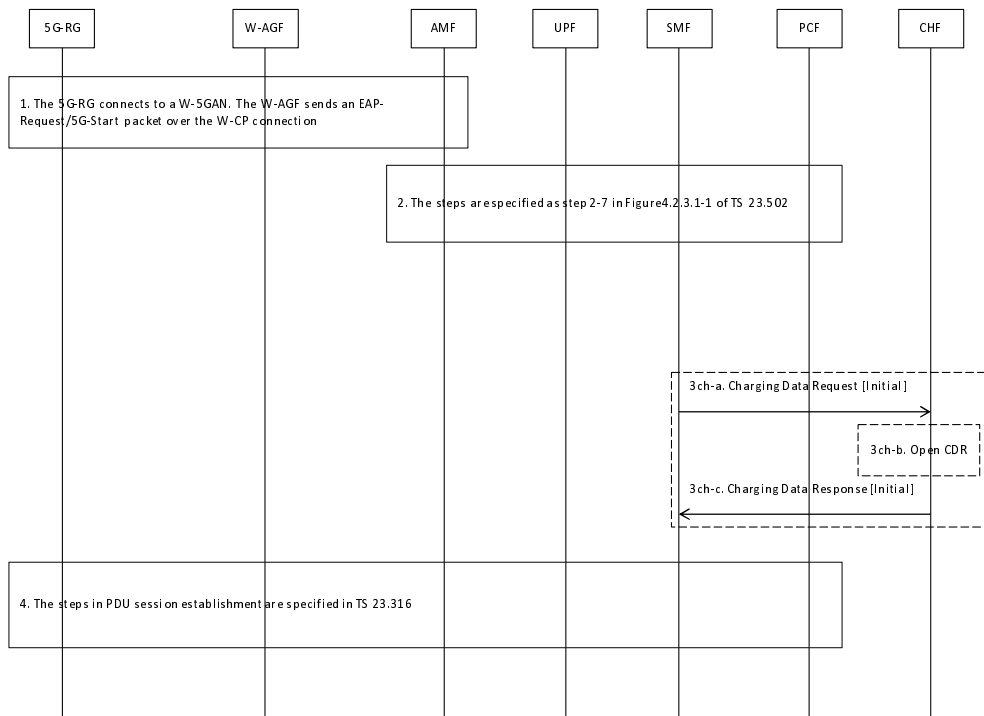 5G-RG
W-AGF
AMF
UPF
SMF
PCF
CHF
1. The 5G-RG connects to a W-5GAN. The W-AGF sends an EAP-
Request/5G-Start packet over the W-CP connection
2. The steps are specified as step 2-7 in Figure4.2.3.1-1 of TS 23.502
3ch-a. Charging Data Request [Initial]
3ch-b. Open CDR
3ch-c. Charging Data Response [Initial]
4. The steps in PDU session establishment are specified in TS 23.316